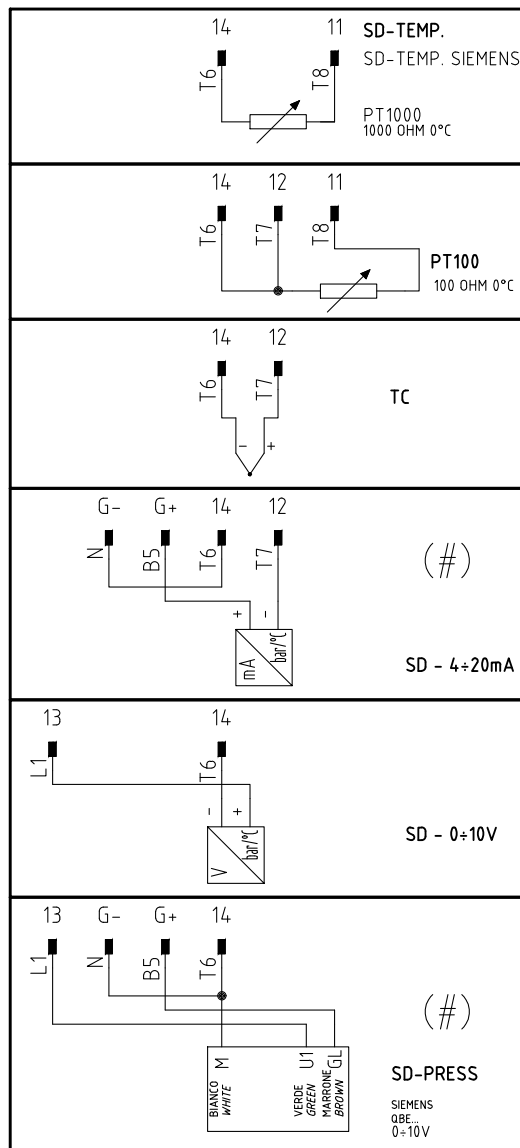 14 11 SD-TEMP.
SD-TEMP. SIEMENS
T6 T8
PT1000
1000 OHM 0°C
14 12 11
T6 T7 T8
PT100
100 OHM 0°C
14 12
T6 T7
TC
- +
G- G+ 14 12
N B5 T6 T7
(#)
+ -
mA bar/°C
SD - 4÷20mA
13 14
L1 T6
- +
V bar/°C
SD - 0÷10V
13 G- G+ 14
L1 N B5 T6
(#)
M U1 GL
BIANCO VERDE MARRONE
WHITE GREEN BROWN
SD-PRESS
SIEMENS
QBE...
0÷10V